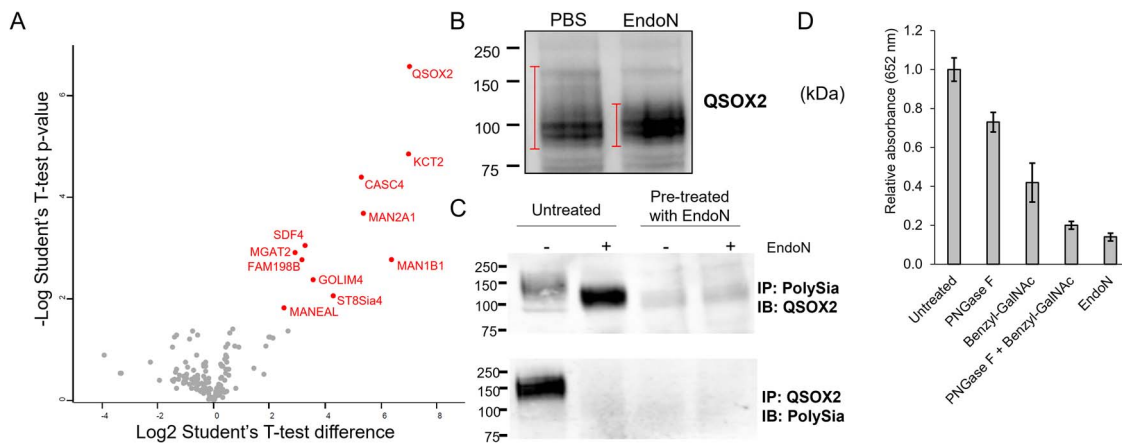 A
-Log Student's T-test p-value
6
4
2
0
QSOX2
KCT2
CASC4
MAN2A1
SDF4
MGAT2
FAM198B
MAN1B1
GOLIM4
ST8Sia4
MANEAL
-4 -2 0 2 4 6 8
Log2 Student's T-test difference
B
PBS EndoN
250
150
100
75
QSOX2
(kDa)
C
Untreated
Pre-treated
with EndoN
- + - + EndoN
250
150
100
75
IP: PolySia
IB: QSOX2
250
150
100
75
IP: QSOX2
IB: PolySia
D
Relative absorbance (652 nm)
1.2
1.0
0.8
0.6
0.4
0.2
0.0
Untreated
PNGase F
Benzyl-GalNAc
PNGase F + Benzyl-GalNAc
EndoN